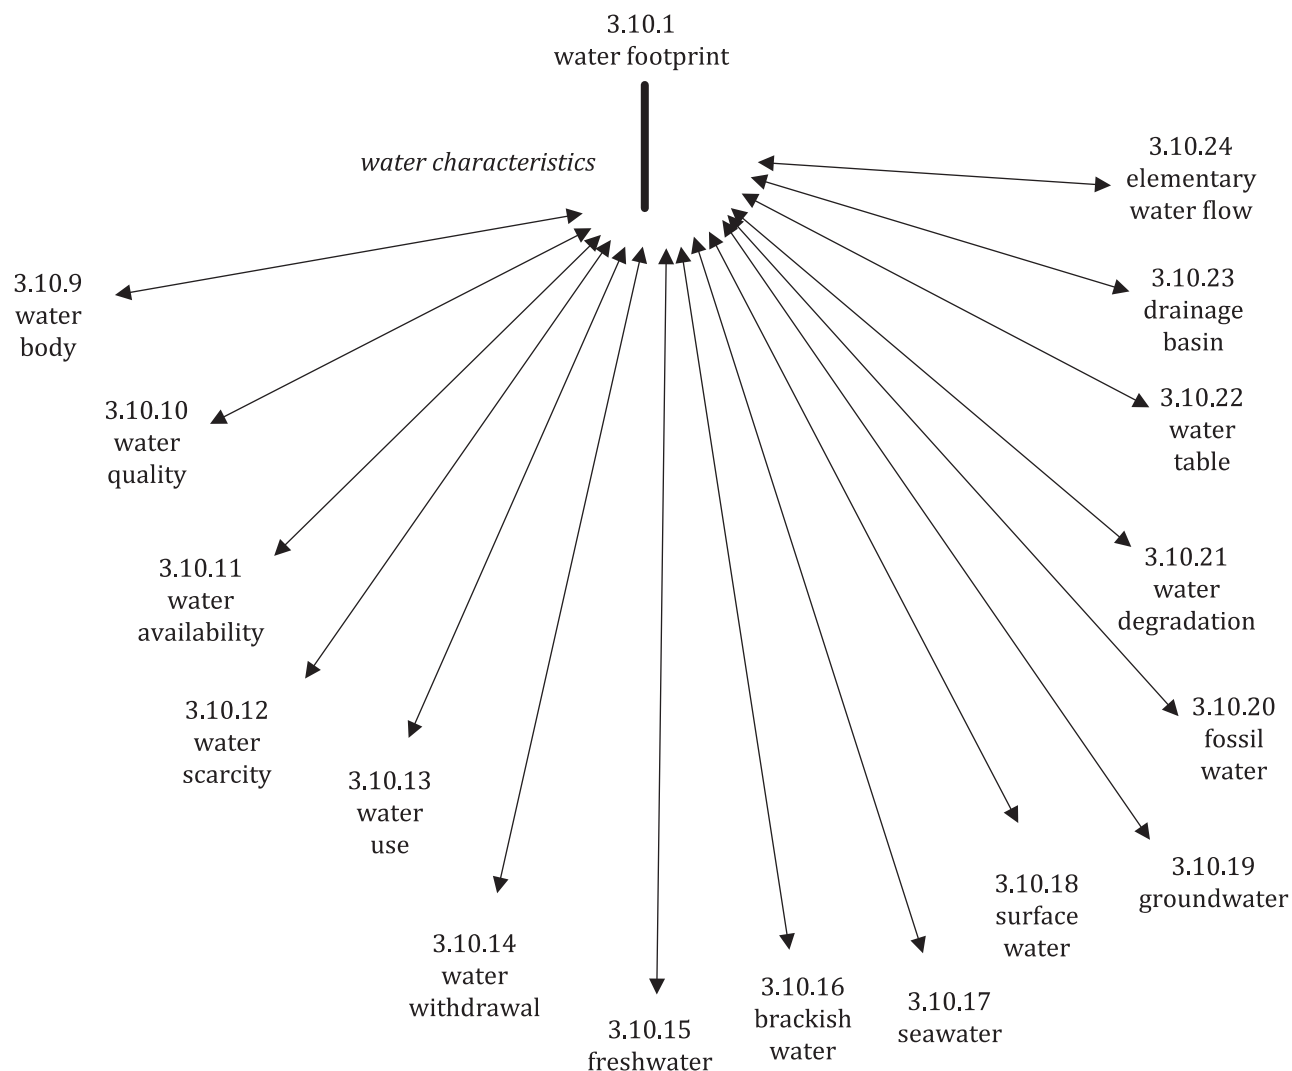 3.10.1
water footprint
water characteristics
3.10.9
water
body
3.10.10
water
quality
3.10.11
water
availability
3.10.12
water
scarcity
3.10.13
water
use
3.10.14
water
withdrawal
3.10.15
freshwater
3.10.16
brackish
water
3.10.17
seawater
3.10.18
surface
water
3.10.19
groundwater
3.10.20
fossil
water
3.10.21
water
degradation
3.10.22
water
table
3.10.23
drainage
basin
3.10.24
elementary
water flow